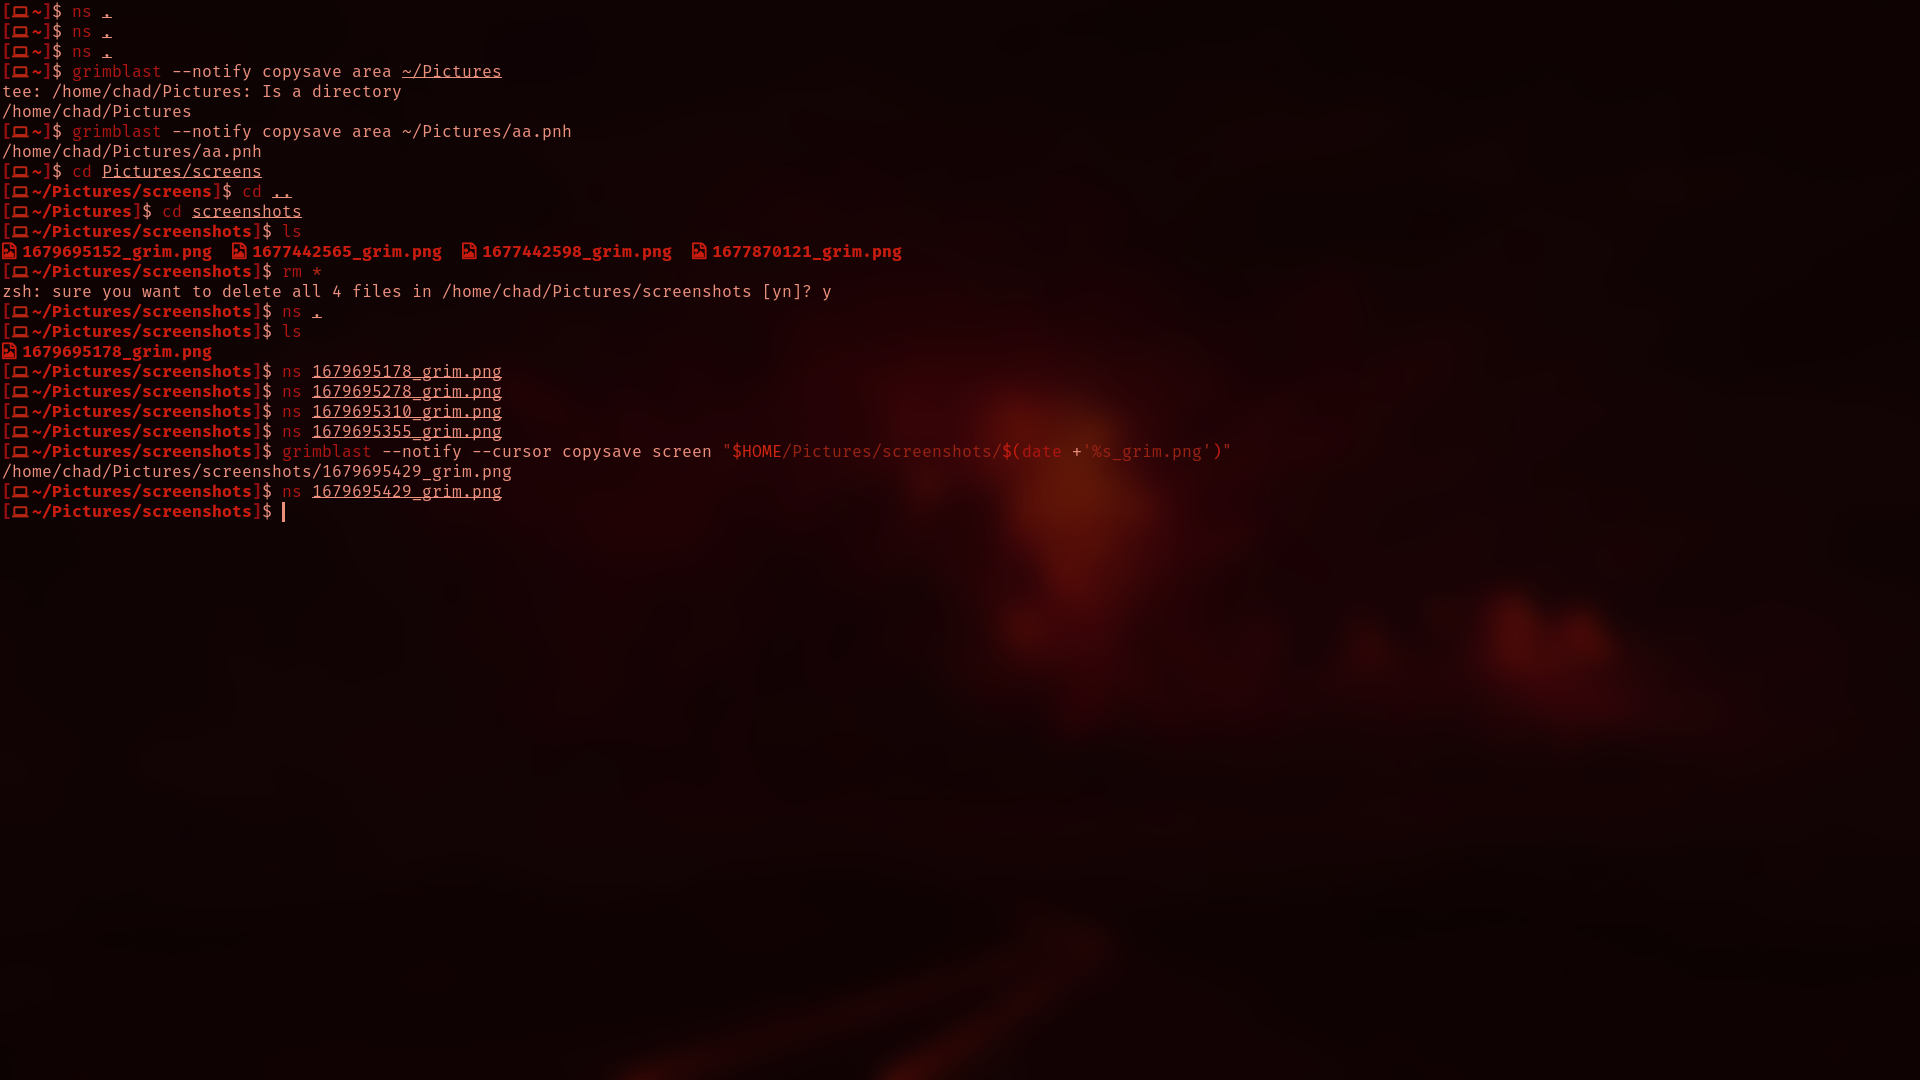 [~]$ ns .
[~]$ ns .
[~]$ ns .
[~]$ grimblast --notify copysave area ~/Pictures
tee: /home/chad/Pictures: Is a directory
/home/chad/Pictures
[~]$ grimblast --notify copysave area ~/Pictures/aa.pnh
/home/chad/Pictures/aa.pnh
[~]$ cd Pictures/screens
[~/Pictures/screens]$ cd ..
[~/Pictures]$ cd screenshots
[~/Pictures/screenshots]$ ls
1679695152_grim.png 1677442565_grim.png 1677442598_grim.png 1677870121_grim.png
[~/Pictures/screenshots]$ rm *
zsh: sure you want to delete all 4 files in /home/chad/Pictures/screenshots [yn]? y
[~/Pictures/screenshots]$ ns .
[~/Pictures/screenshots]$ ls
1679695178_grim.png
[~/Pictures/screenshots]$ ns 1679695178_grim.png
[~/Pictures/screenshots]$ ns 1679695278_grim.png
[~/Pictures/screenshots]$ ns 1679695310_grim.png
[~/Pictures/screenshots]$ ns 1679695355_grim.png
[~/Pictures/screenshots]$ grimblast --notify --cursor copysave screen "$HOME/Pictures/screenshots/$(date +'%s_grim.png')"
/home/chad/Pictures/screenshots/1679695429_grim.png
[~/Pictures/screenshots]$ ns 1679695429_grim.png
[~/Pictures/screenshots]$